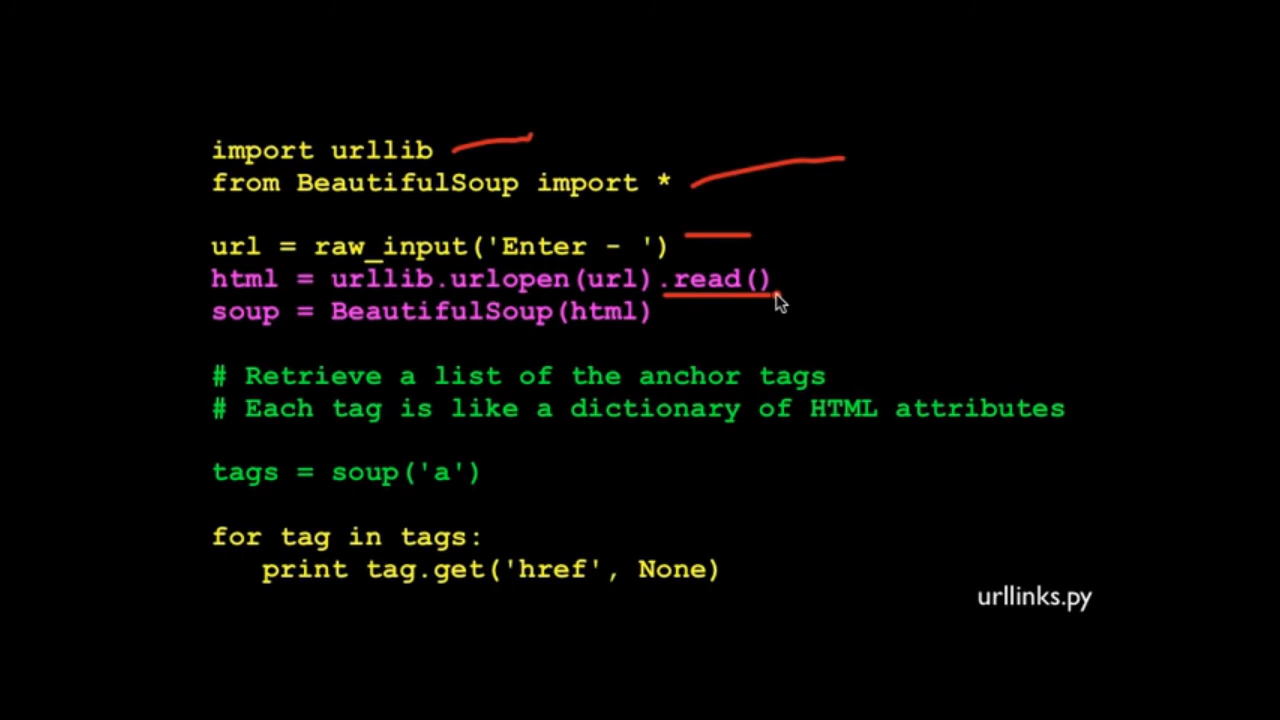 import urllib
from BeautifulSoup import *
url = raw_input('Enter - ')
html = urllib.urlopen(url).read()
soup = BeautifulSoup(html)
# Retrieve a list of the anchor tags
# Each tag is like a dictionary of HTML attributes
tags = soup('a')
for tag in tags:
   print tag.get('href', None)
urllinks.py